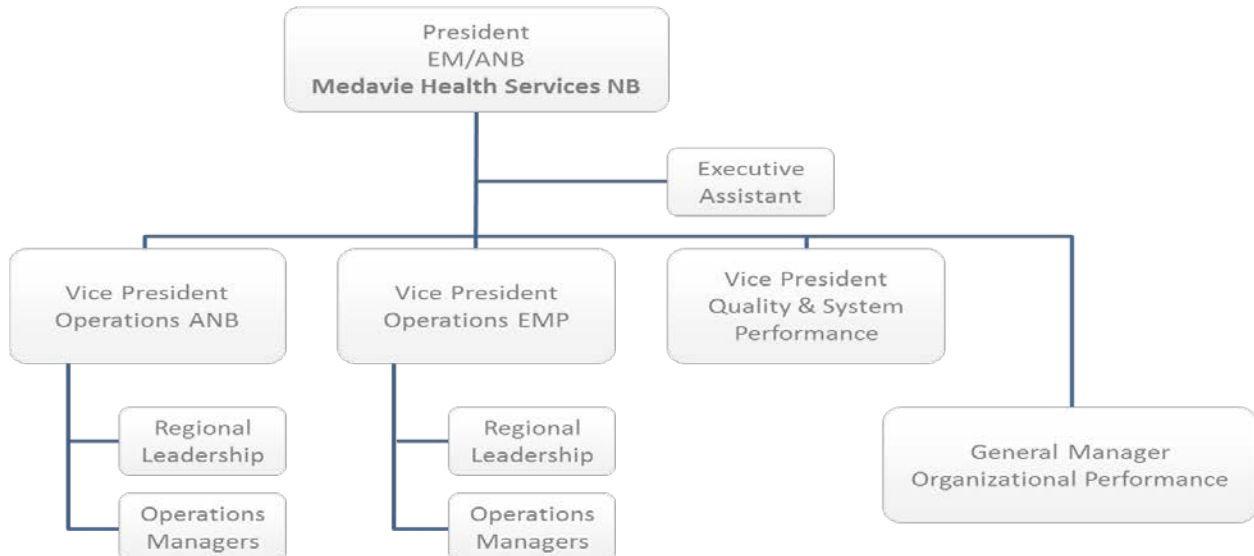 President
EM/ANB
Medavie Health Services NB
Executive
Assistant
Vice President
Operations ANB
Vice President
Operations EMP
Vice President
Quality & System
Performance
Regional
Leadership
Regional
Leadership
General Manager
Organizational Performance
Operations
Managers
Operations
Managers